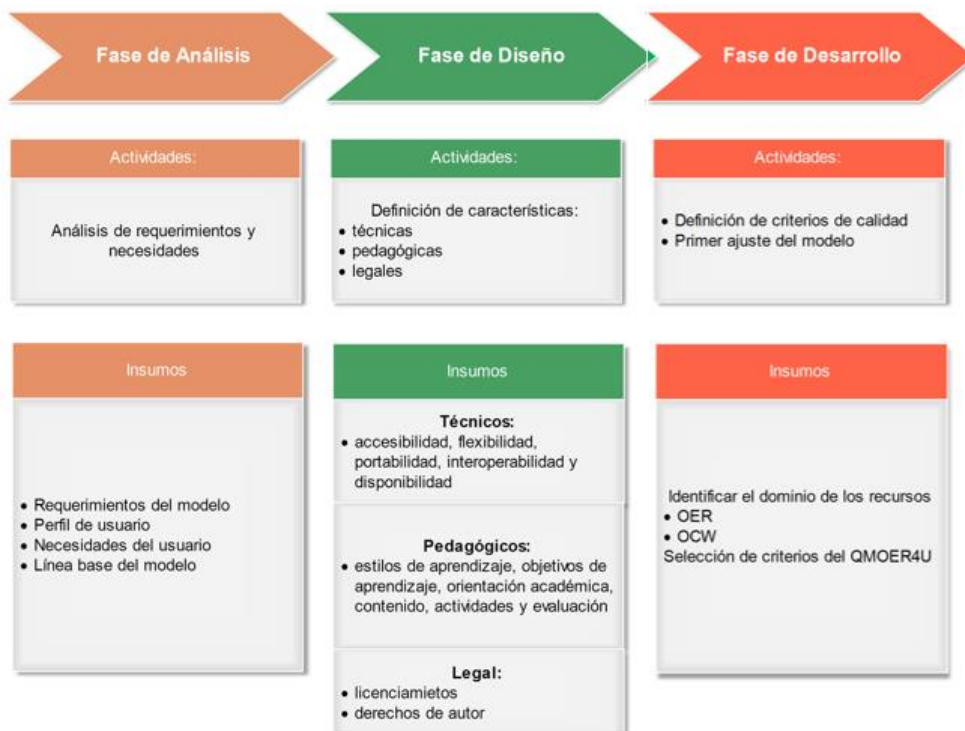 Fase de Análisis
Fase de Diseño
Fase de Desarrollo
Actividades:
Análisis de requerimientos y
necesidades
Actividades:
Definición de características:
• técnicas
• pedagógicas
• legales
Actividades:
• Definición de criterios de calidad
• Primer ajuste del modelo
Insumos
• Requerimientos del modelo
• Perfil de usuario
• Necesidades del usuario
• Línea base del modelo
Insumos
Técnicos:
• accesibilidad, flexibilidad,
portabilidad, interoperabilidad y
disponibilidad
Pedagógicos:
• estilos de aprendizaje, objetivos de
aprendizaje, orientación académica,
contenido, actividades y evaluación
Legal:
• licenciamietos
• derechos de autor
Insumos
Identificar el dominio de los recursos
• OER
• OCW
Selección de criterios del QMOER4U